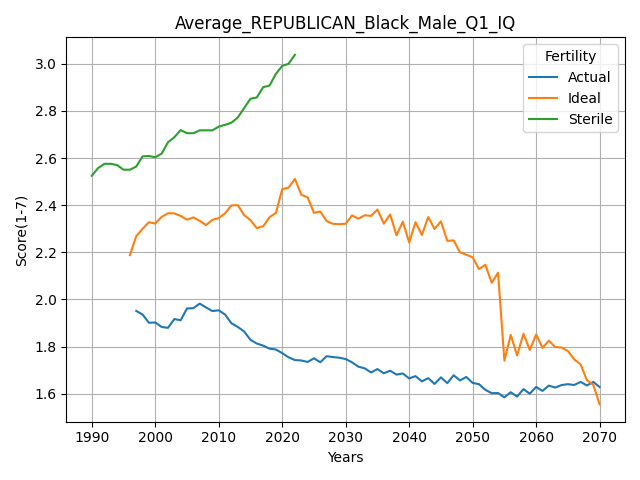 Average_REPUBLICAN_Black_Male_Q1_IQ
Fertility
Actual
Ideal
Sterile
Score(1-7)
3.0
2.8
2.6
2.4
2.2
2.0
1.8
1.6
1990
2000
2010
2020
2030
2040
2050
2060
2070
Years